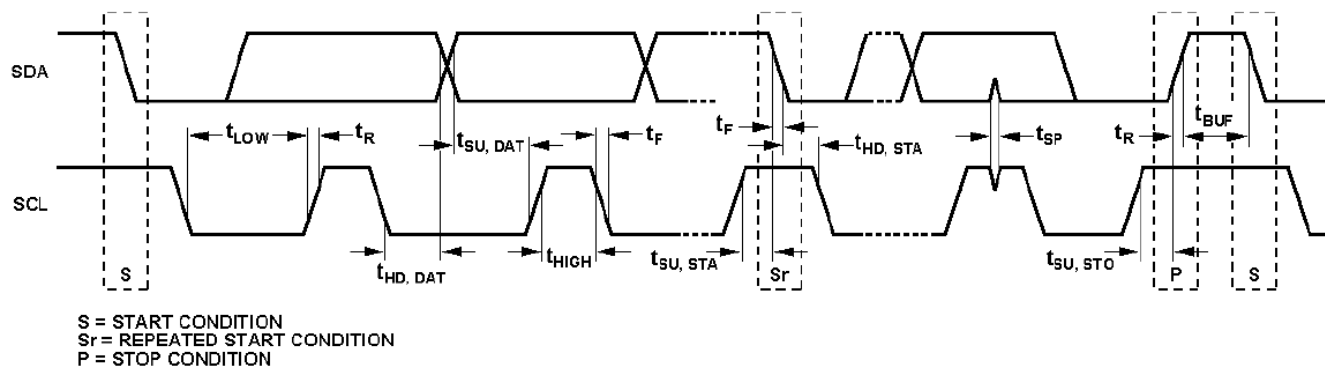 SDA
tLOW tR tSU, DAT tF tF tHD, STA tSP tR tBUF
SCL
tHD, DAT tHIGH tSU, STA tSU, STO
S Sr P S
S = START CONDITION
Sr = REPEATED START CONDITION
P = STOP CONDITION